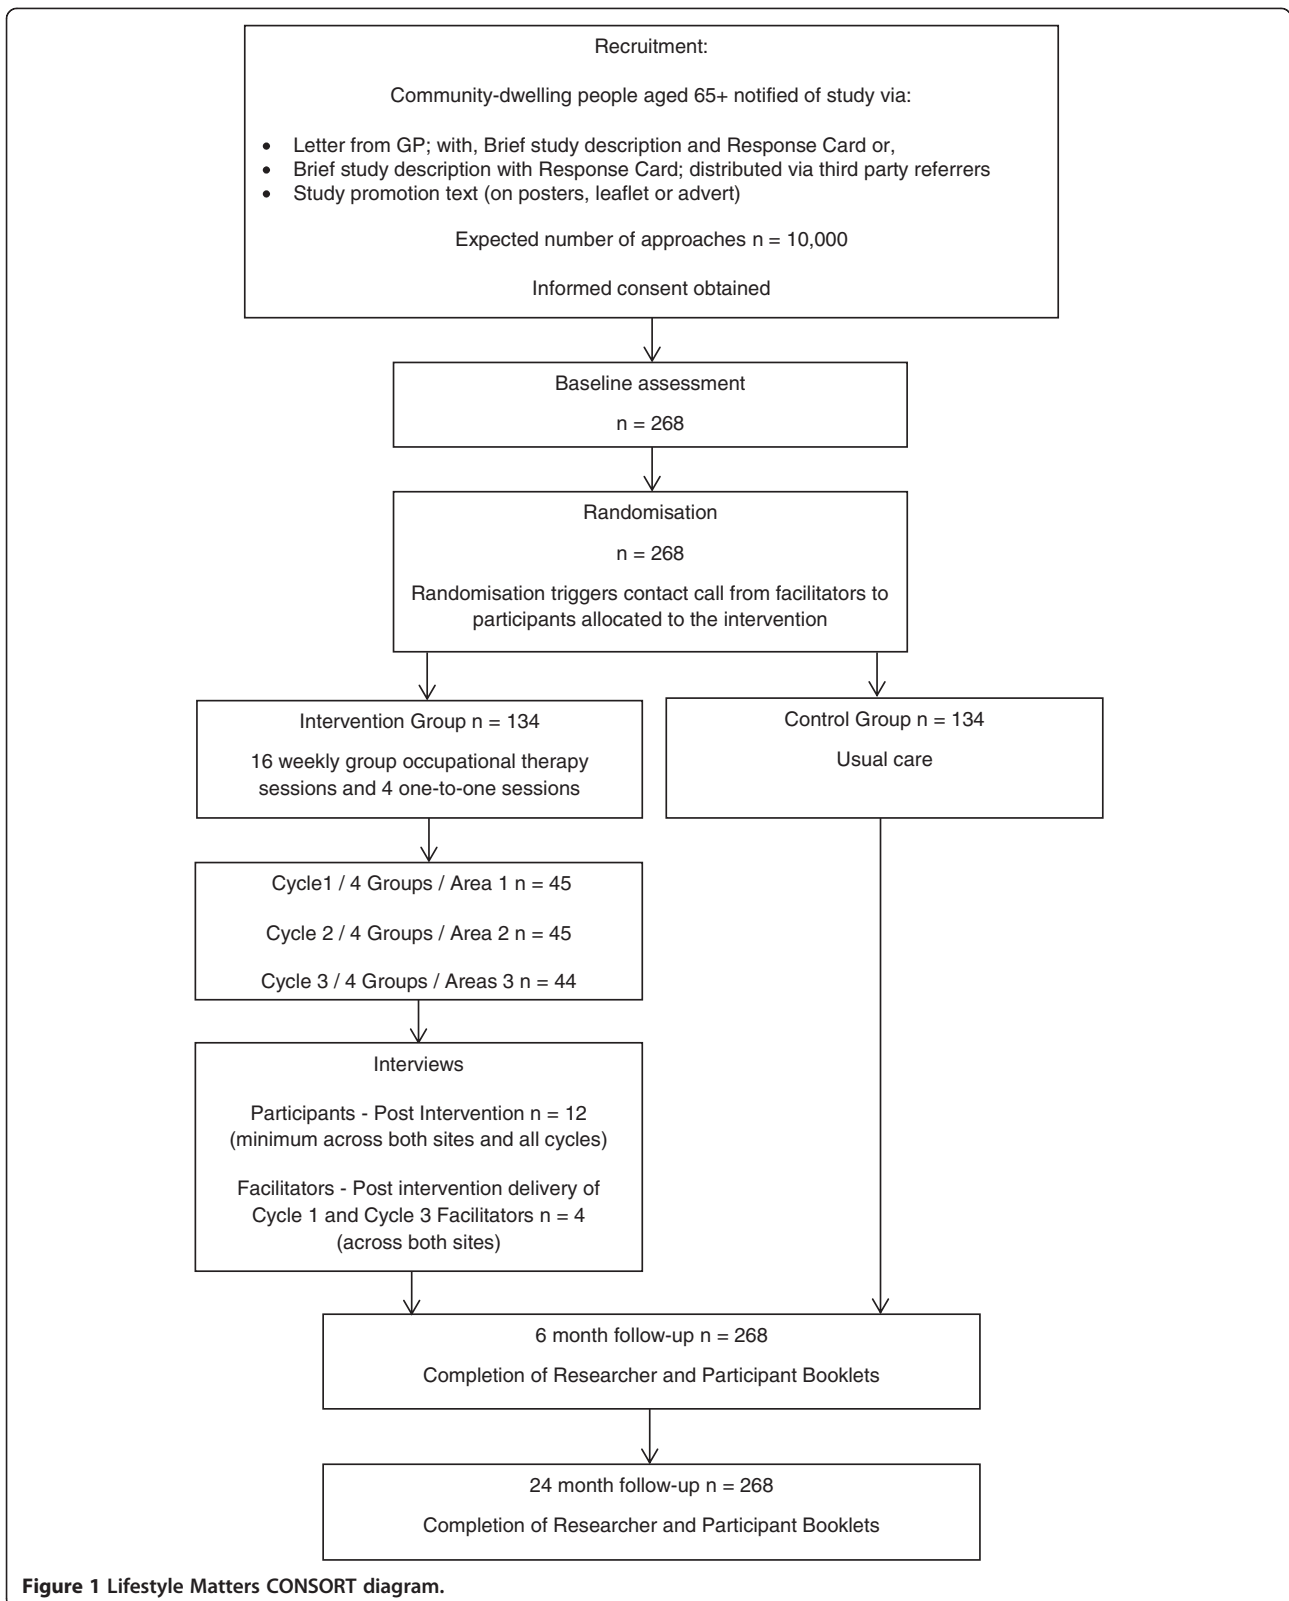 Recruitment:
Community-dwelling people aged 65+ notified of study via:
• Letter from GP; with, Brief study description and Response Card or,
• Brief study description with Response Card; distributed via third party referrers
• Study promotion text (on posters, leaflet or advert)
Expected number of approaches n = 10,000
Informed consent obtained
Baseline assessment
n = 268
Randomisation
n = 268
Randomisation triggers contact call from facilitators to
participants allocated to the intervention
Intervention Group n = 134
16 weekly group occupational therapy
sessions and 4 one-to-one sessions
Control Group n = 134
Usual care
Cycle1 / 4 Groups / Area 1 n = 45
Cycle 2 / 4 Groups / Area 2 n = 45
Cycle 3 / 4 Groups / Areas 3 n = 44
Interviews
Participants - Post Intervention n = 12
(minimum across both sites and all cycles)
Facilitators - Post intervention delivery of
Cycle 1 and Cycle 3 Facilitators n = 4
(across both sites)
6 month follow-up n = 268
Completion of Researcher and Participant Booklets
24 month follow-up n = 268
Completion of Researcher and Participant Booklets
Figure 1 Lifestyle Matters CONSORT diagram.